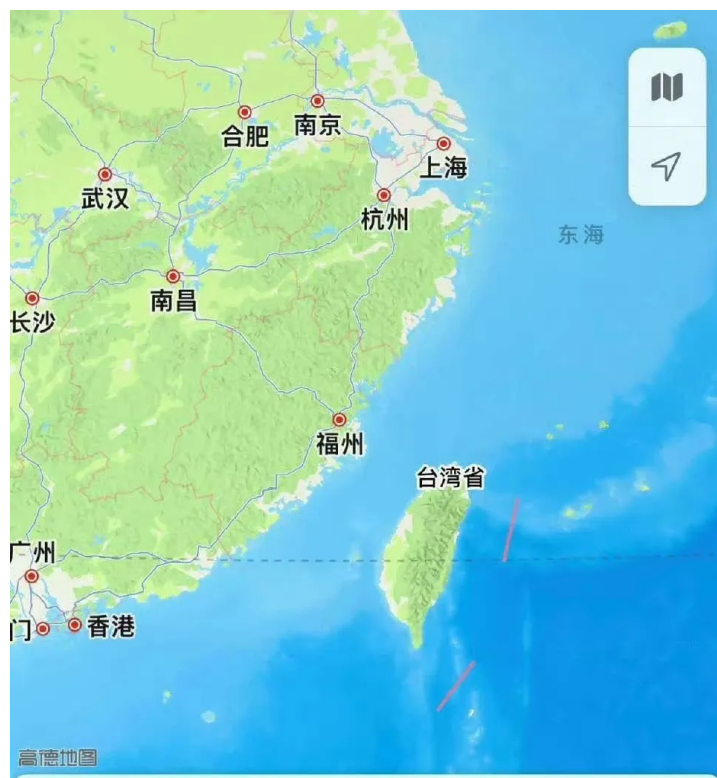 合肥
南京
上海
武汉
杭州
东海
南昌
长沙
福州
台湾省
广州
门
香港
高德地图